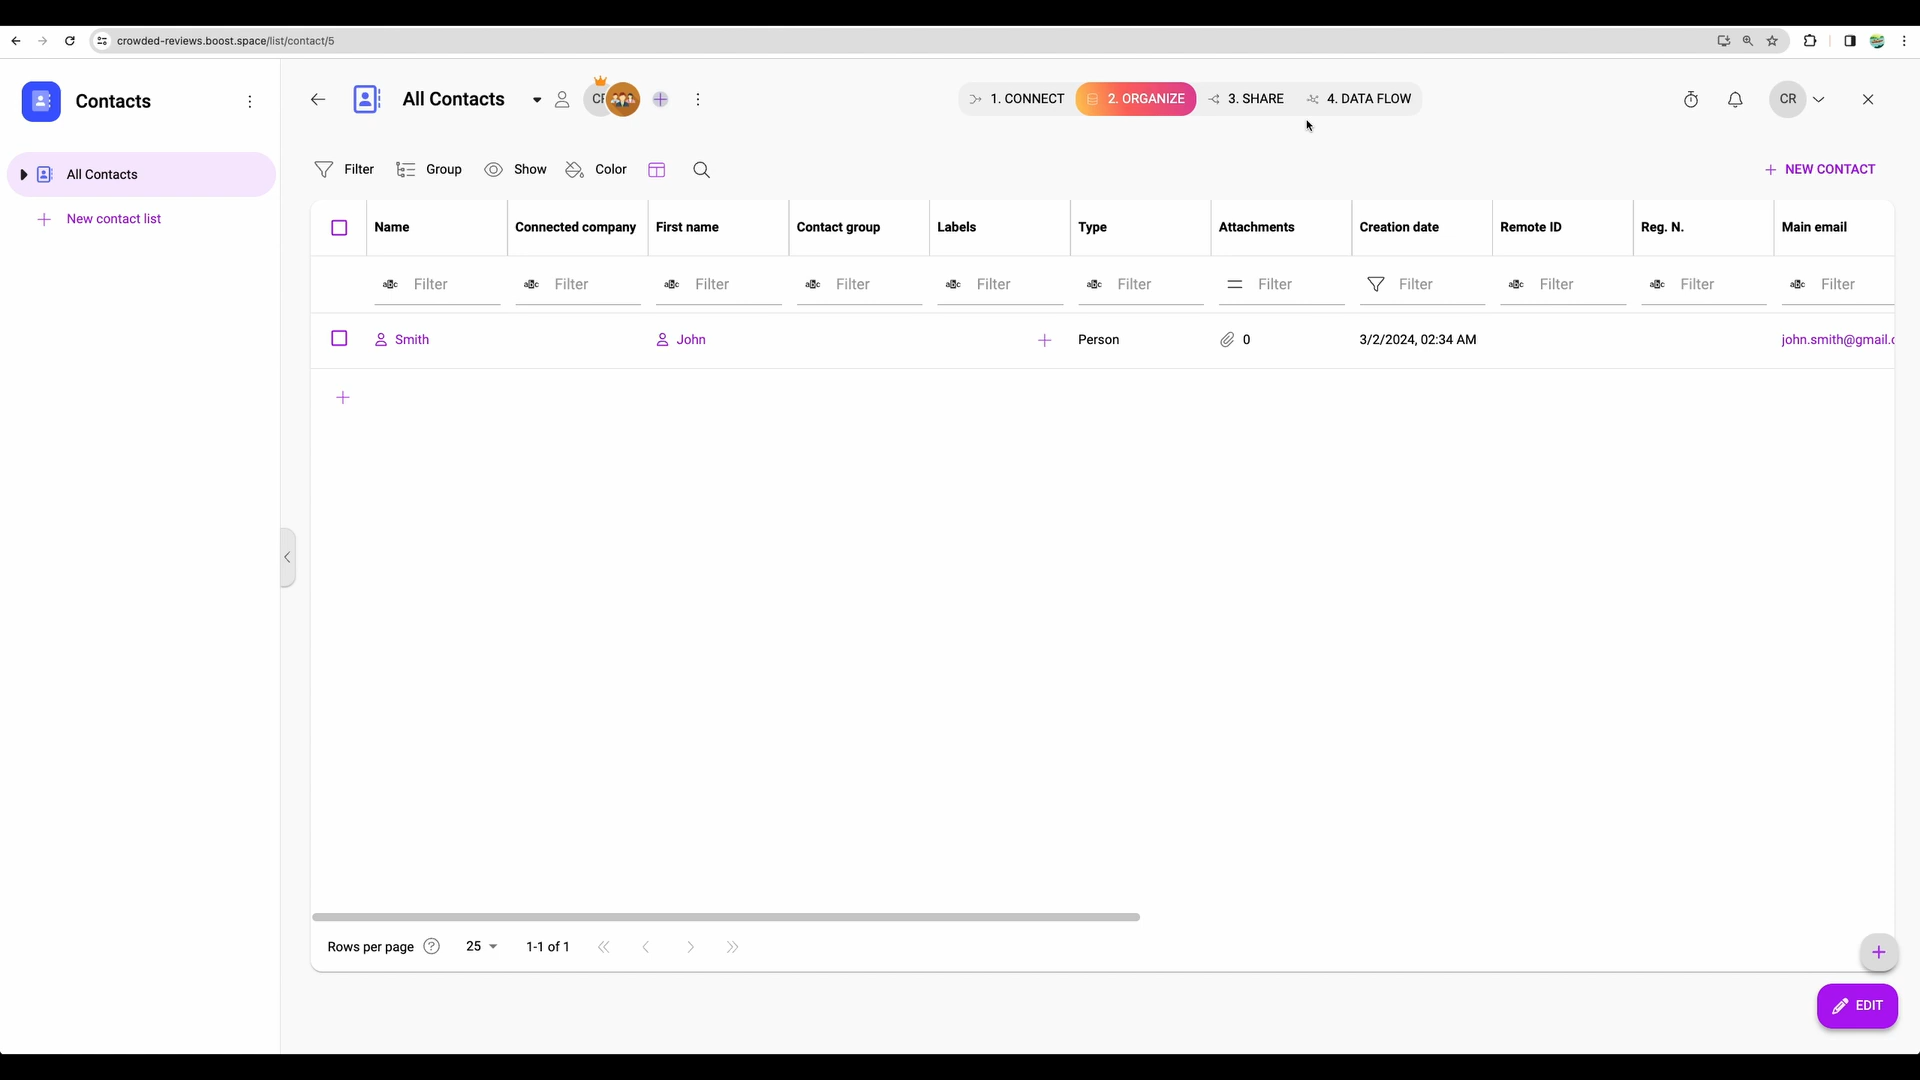 crowded-reviews.boost.space/list/contact/5
Contacts
All Contacts
New contact list
All Contacts
1. CONNECT
2. ORGANIZE
3. SHARE
4. DATA FLOW
CR
Filter
Group
Show
Color
NEW CONTACT
Name Connected company First name Contact group Labels Type Attachments Creation date Remote ID Reg. N. Main email
Filter Filter Filter Filter Filter Filter Filter Filter Filter Filter Filter
Smith John Person 0 3/2/2024, 02:34 AM john.smith@gmail.
Rows per page 25 1-1 of 1
EDIT